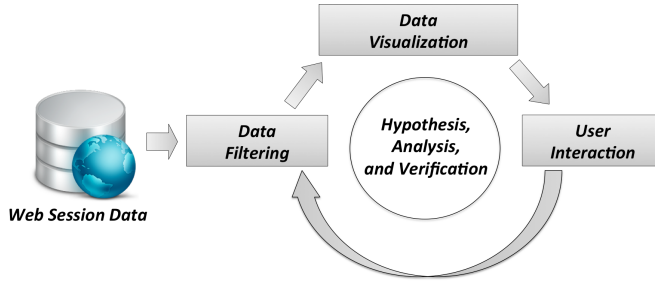 Data
Visualization
Data
Filtering
Hypothesis,
Analysis,
and Verification
User
Interaction
Web Session Data